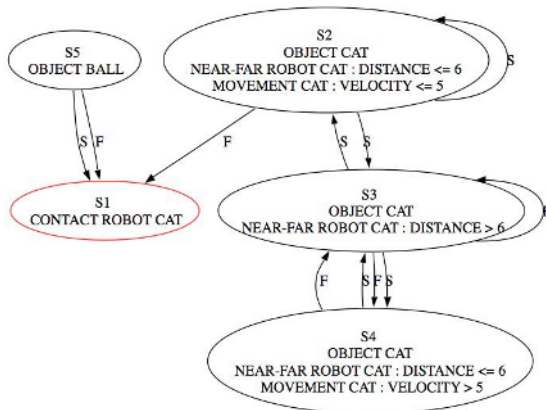 S2
OBJECT CAT
NEAR-FAR ROBOT CAT : DISTANCE <= 6
MOVEMENT CAT : VELOCITY <= 5
S5
OBJECT BALL
S
S
F
F
S
S
S1
CONTACT ROBOT CAT
S3
OBJECT CAT
NEAR-FAR ROBOT CAT : DISTANCE > 6
F
S
F
S
S4
OBJECT CAT
NEAR-FAR ROBOT CAT : DISTANCE <= 6
MOVEMENT CAT : VELOCITY > 5